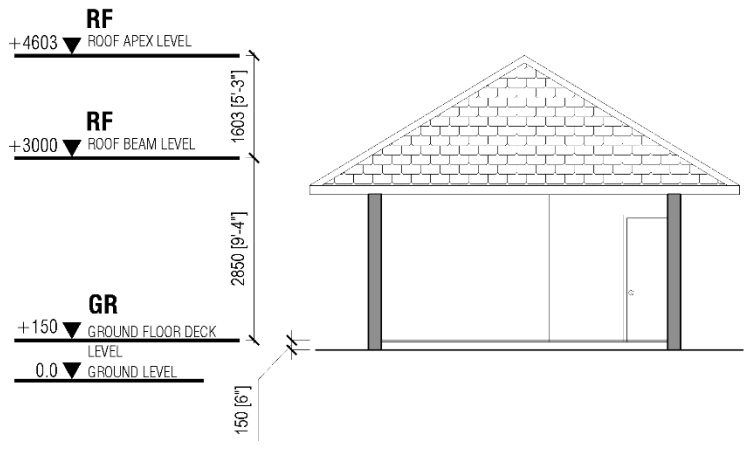 RF
+4603 ROOF APEX LEVEL
1603 [5'-3"]
RF
+3000 ROOF BEAM LEVEL
2850 [9'-4"]
GR
+150 GROUND FLOOR DECK
LEVEL
0.0 GROUND LEVEL
150 [6"]